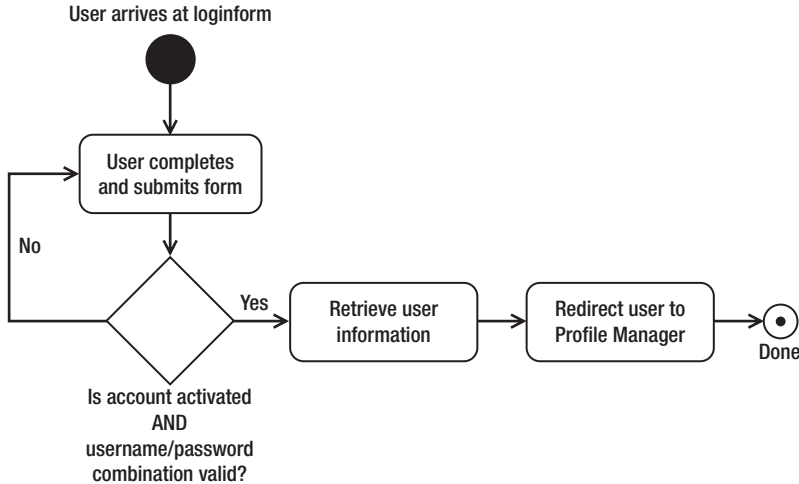 User arrives at loginform
User completes
and submits form
No
Yes
Retrieve user
information
Redirect user to
Profile Manager
Done
Is account activated
AND
username/password
combination valid?